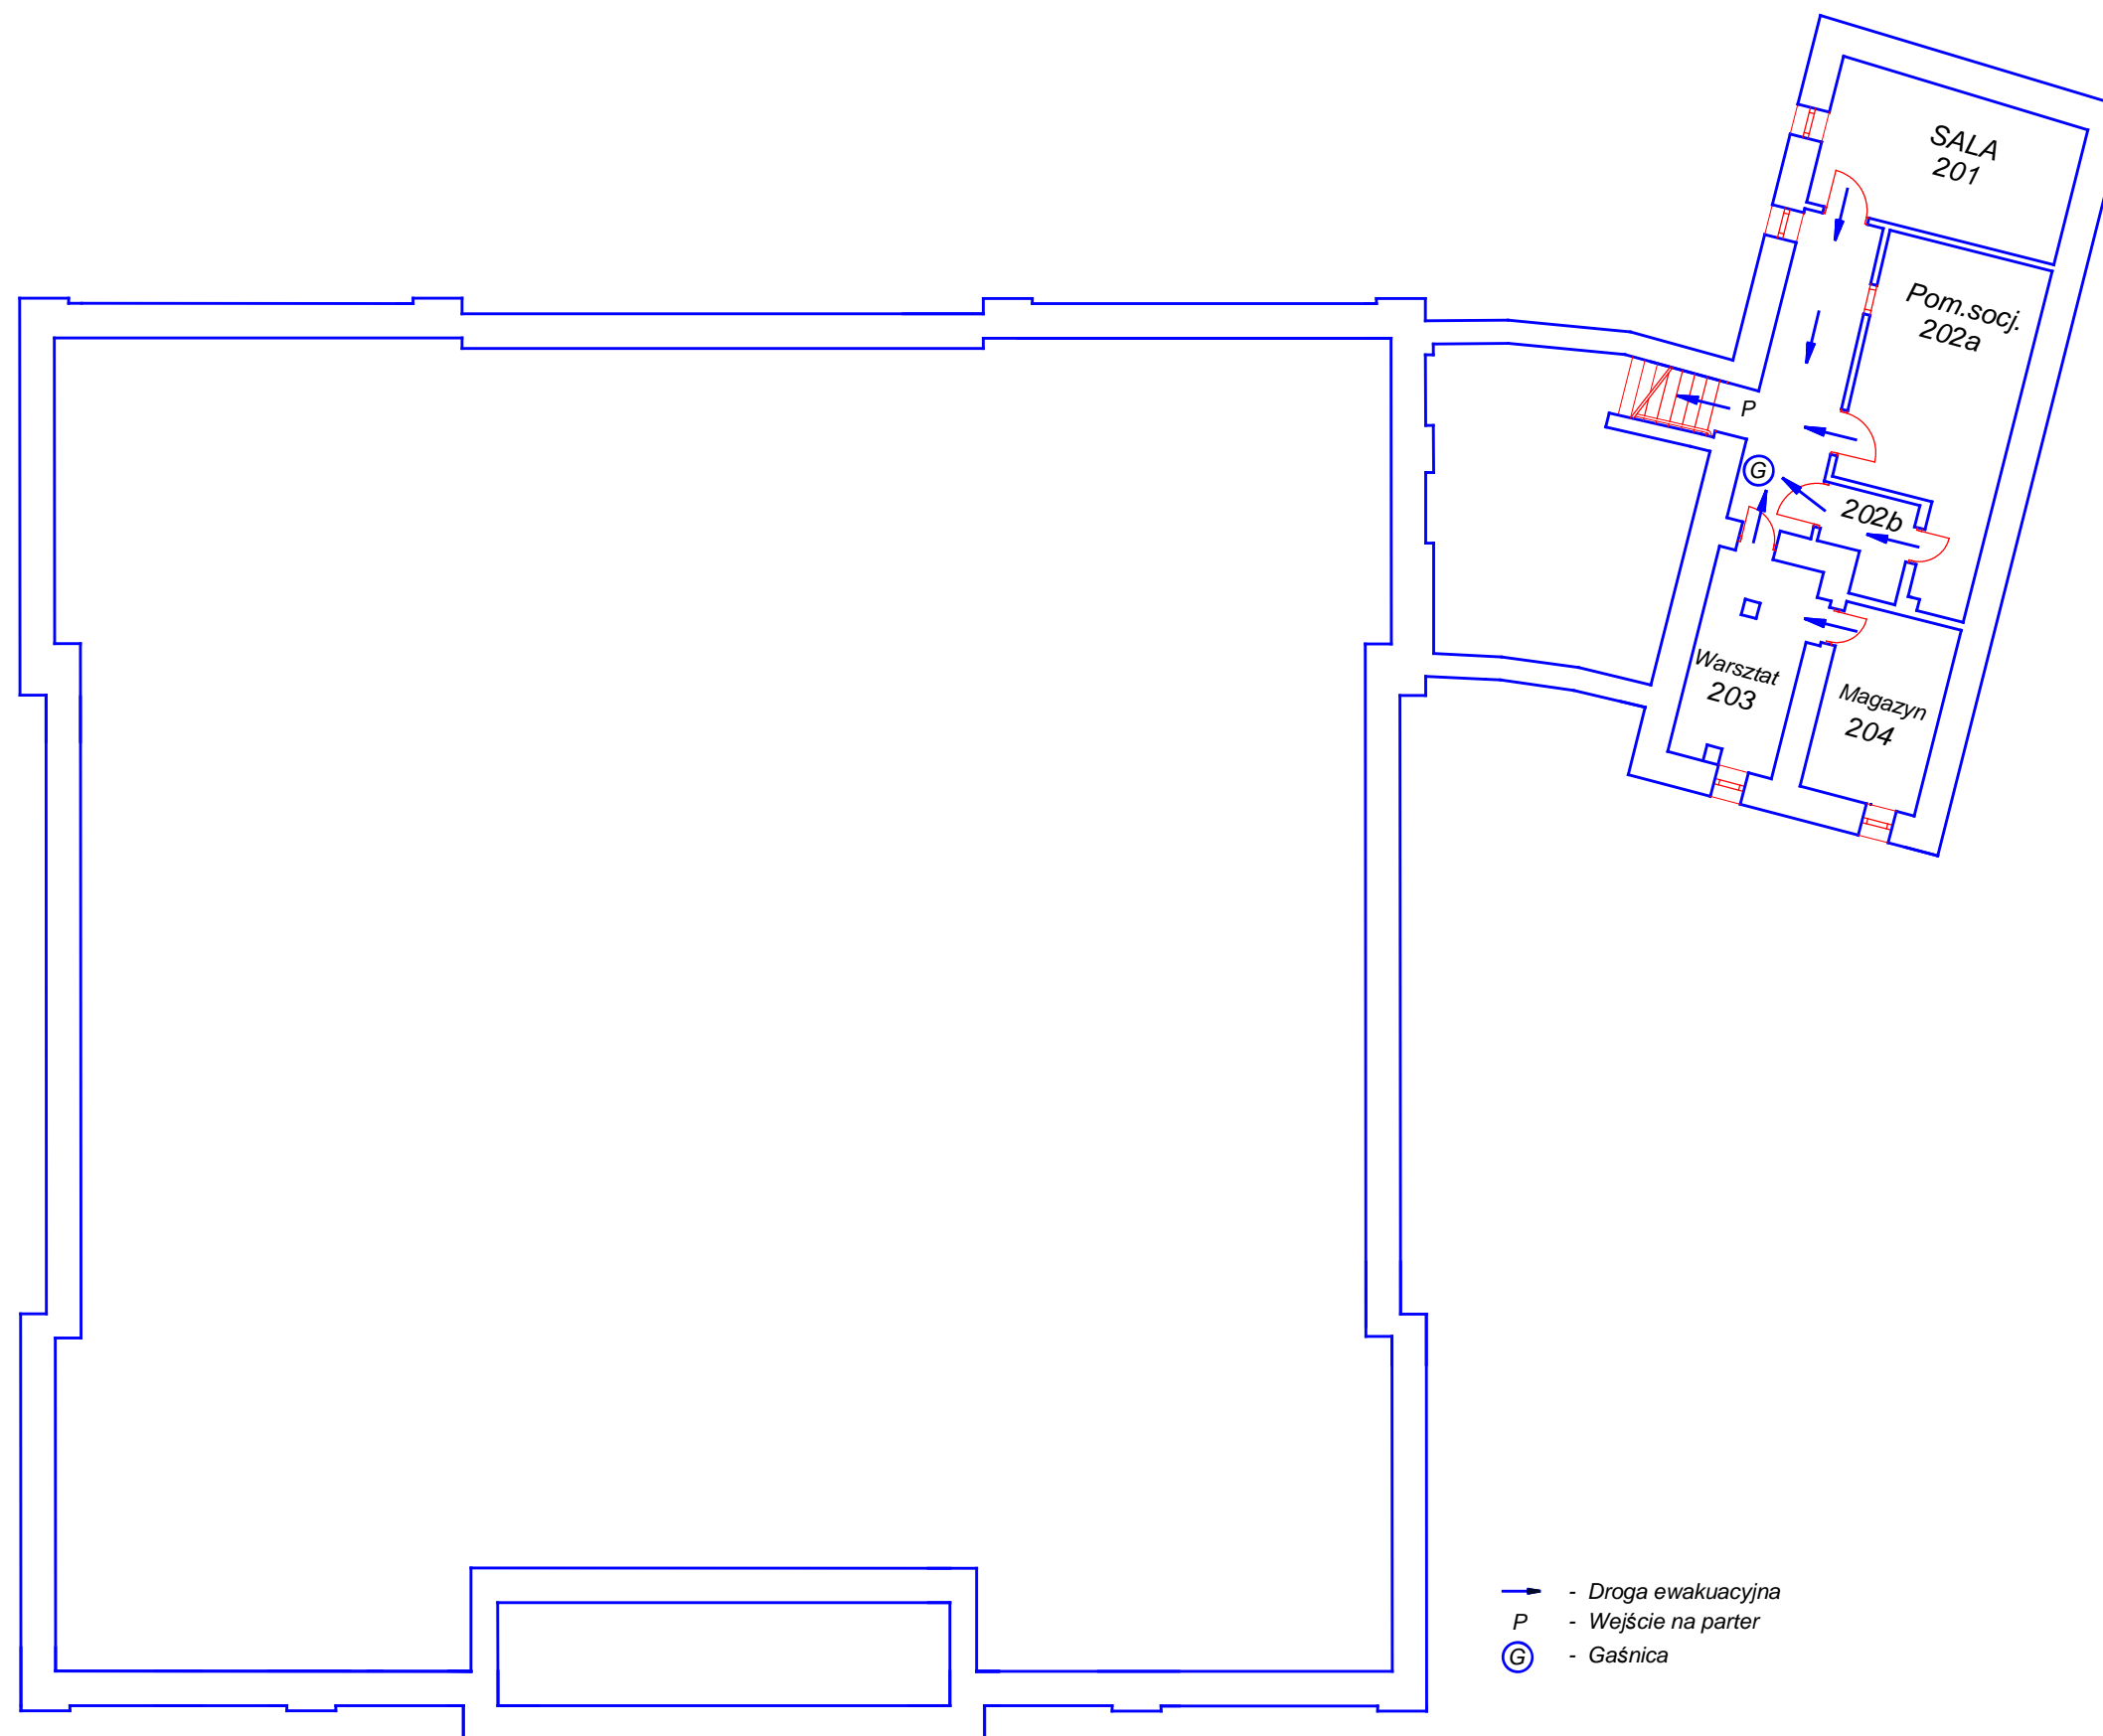 SALA
201
Pom.socj.
202a
P
G
202b
Warsztat
203
Magazyn
204
- Droga ewakuacyjna
P - Wejście na parter
G - Gaśnica